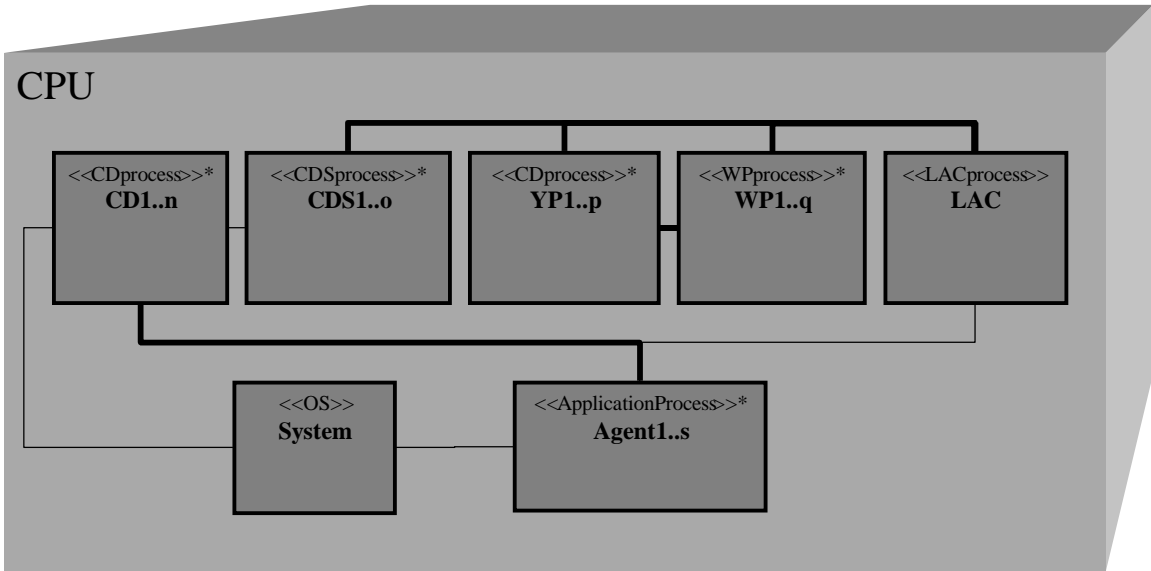 CPU
<<CDprocess>>*
CD1..n
<<CDSprocess>>*
CDS1..o
<<CDprocess>>*
YP1..p
<<WPprocess>>*
WP1..q
<<LACprocess>>
LAC
<<OS>>
System
<<ApplicationProcess>>*
Agent1..s